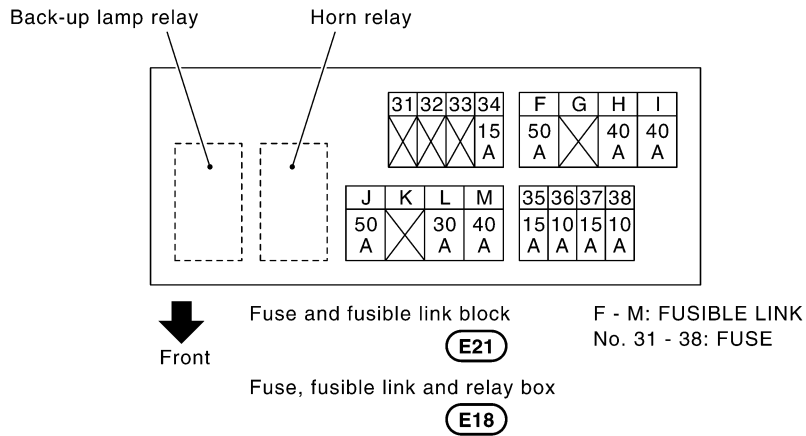 Back-up lamp relay Horn relay
31 32 33 34 F G H I
15 A 50 A 40 A 40 A
J K L M 35 36 37 38
50 A 30 A 40 A 15 A 10 A 15 A 10 A
Front
Fuse and fusible link block
E21
Fuse, fusible link and relay box
E18
F - M: FUSIBLE LINK
No. 31 - 38: FUSE